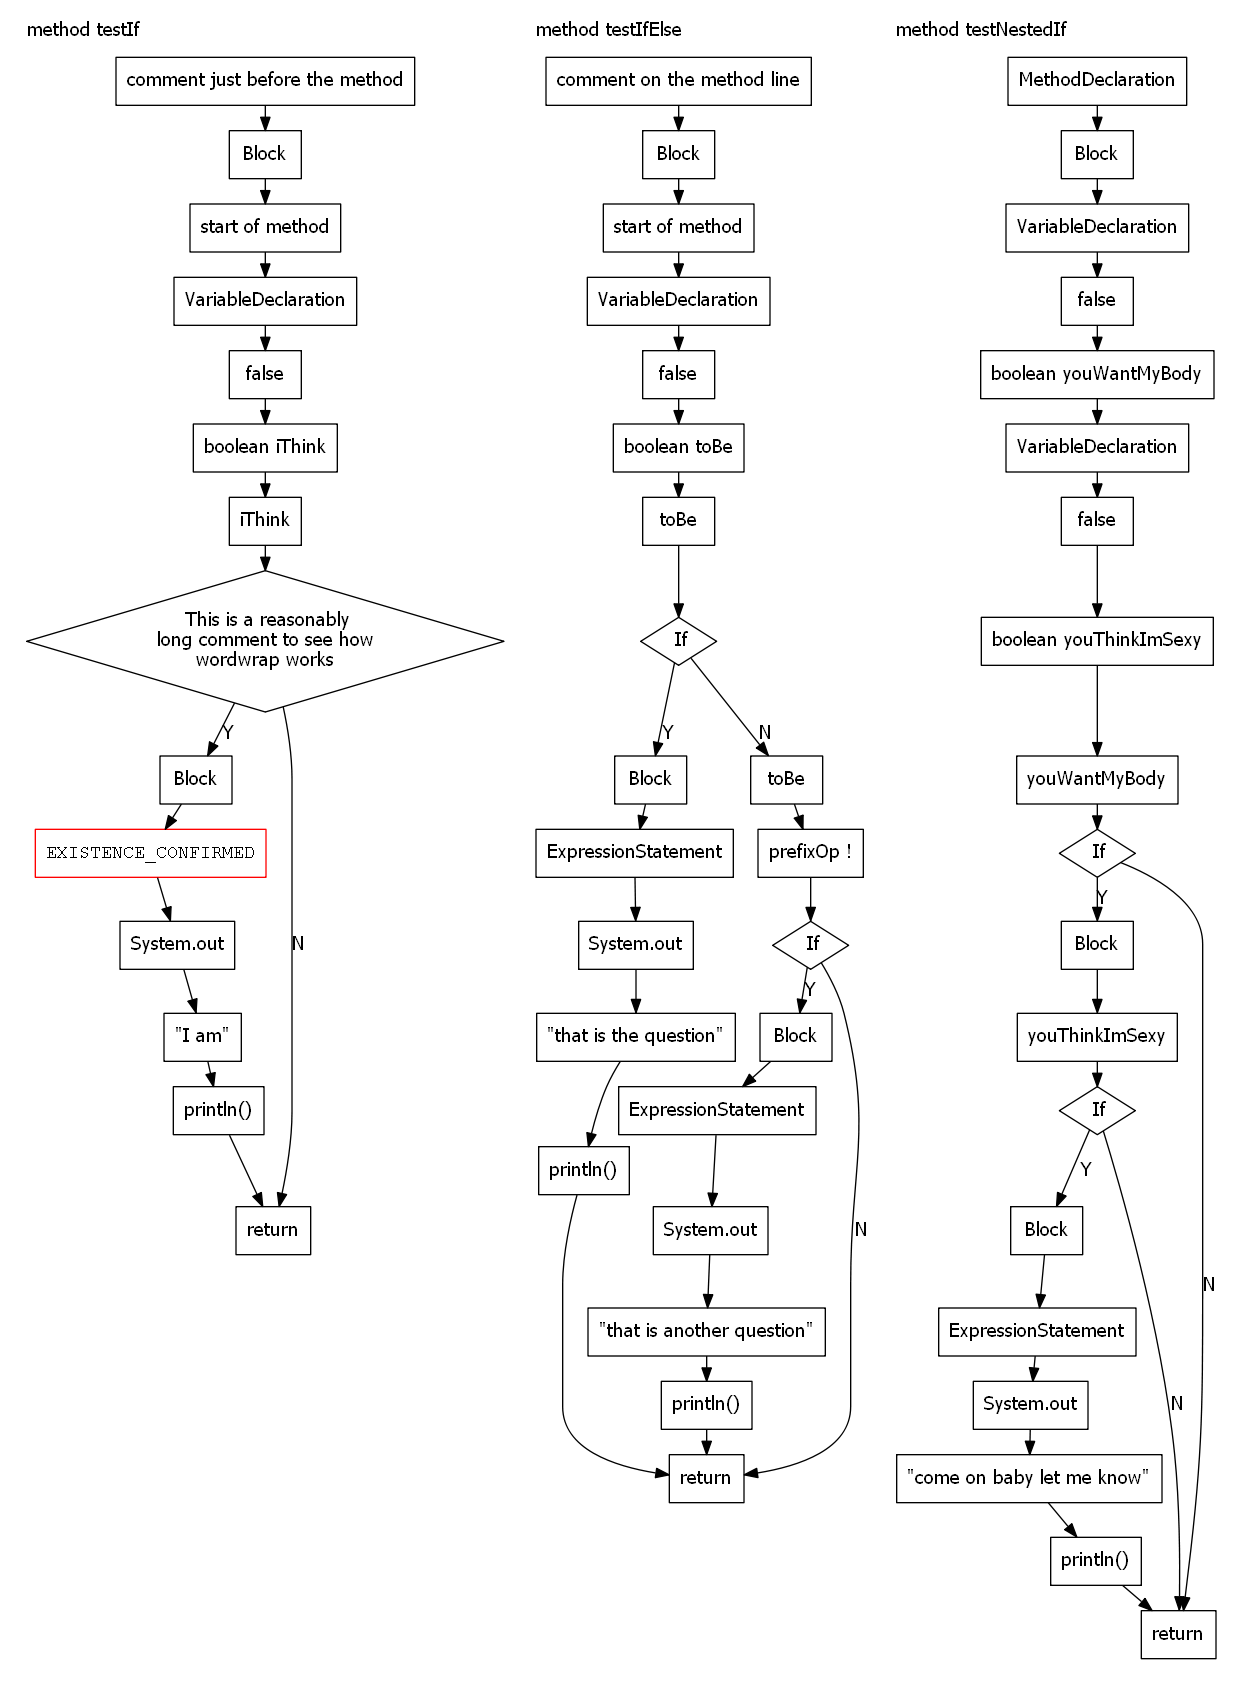 method testIf
comment just before the method
Block
start of method
VariableDeclaration
false
boolean iThink
iThink
This is a reasonably
long comment to see how
wordwrap works
Y
Block
EXISTENCE_CONFIRMED
System.out
N
"I am"
println()
return
method testIfElse
comment on the method line
Block
start of method
VariableDeclaration
false
boolean toBe
toBe
If
Y
N
Block
toBe
ExpressionStatement
prefixOp !
System.out
If
Y
"that is the question"
Block
ExpressionStatement
println()
System.out
N
"that is another question"
println()
return
method testNestedIf
MethodDeclaration
Block
VariableDeclaration
false
boolean youWantMyBody
VariableDeclaration
false
boolean youThinkImSexy
youWantMyBody
If
Y
Block
youThinkImSexy
If
Y
Block
N
ExpressionStatement
System.out
N
"come on baby let me know"
println()
return